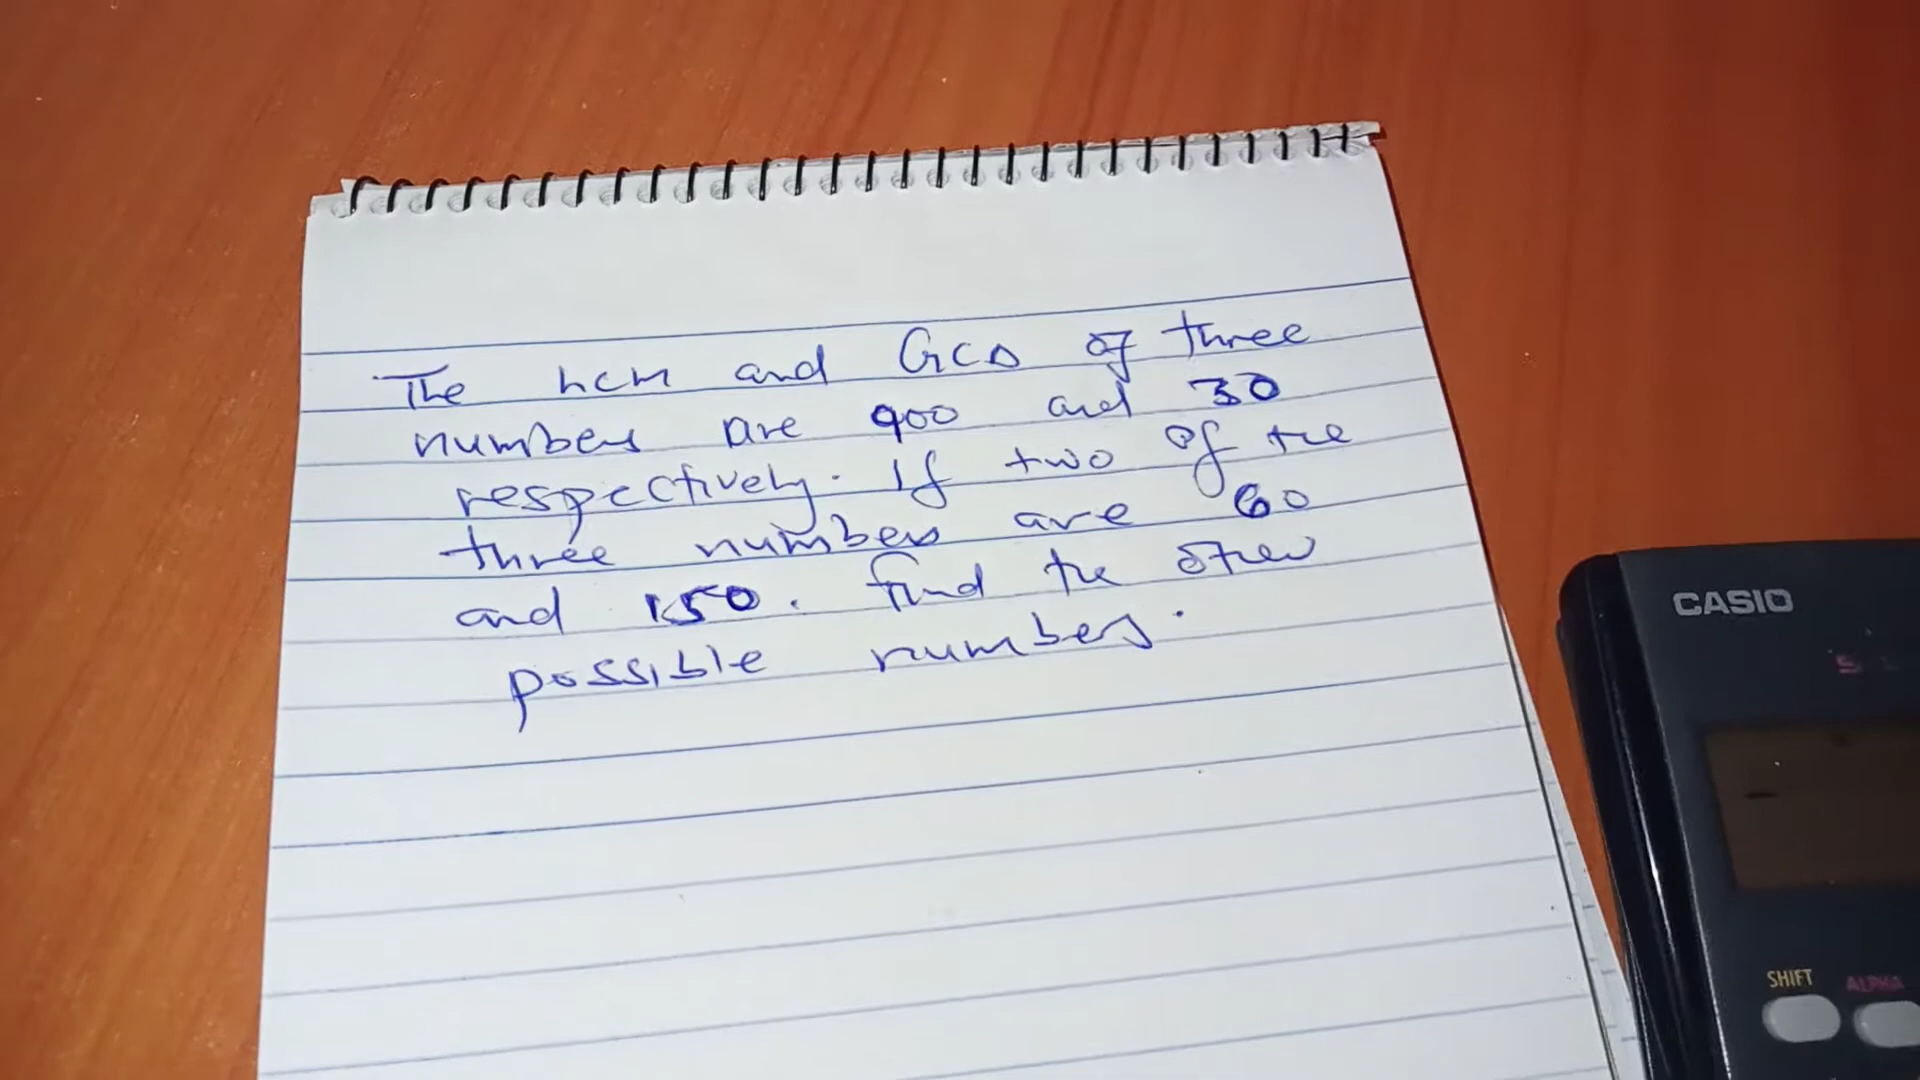 The LCM and GCD of three
numbers are 900 and 30
respectively. If two of the
three numbers are 60
and 150. find the other
possible numbers.
CASIO
SHIFT
ALPHA